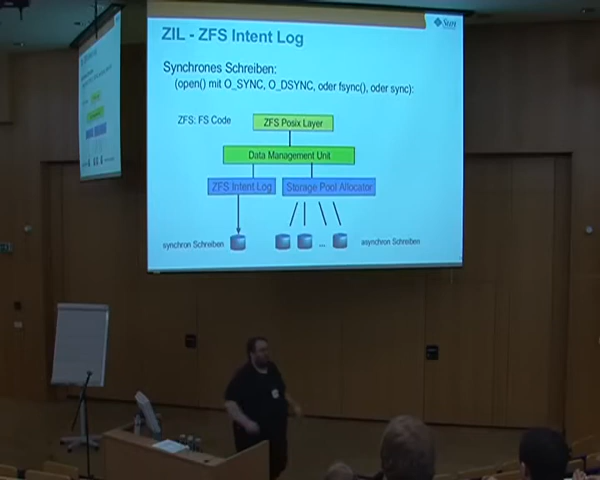 Sun
ZIL - ZFS Intent Log
Synchrones Schreiben:
(open() mit O_SYNC, O_DSYNC, oder fsync(), oder sync):
ZFS: FS Code
ZFS Posix Layer
Data Management Unit
ZFS Intent Log
Storage Pool Allocator
synchron Schreiben
...
asynchron Schreiben